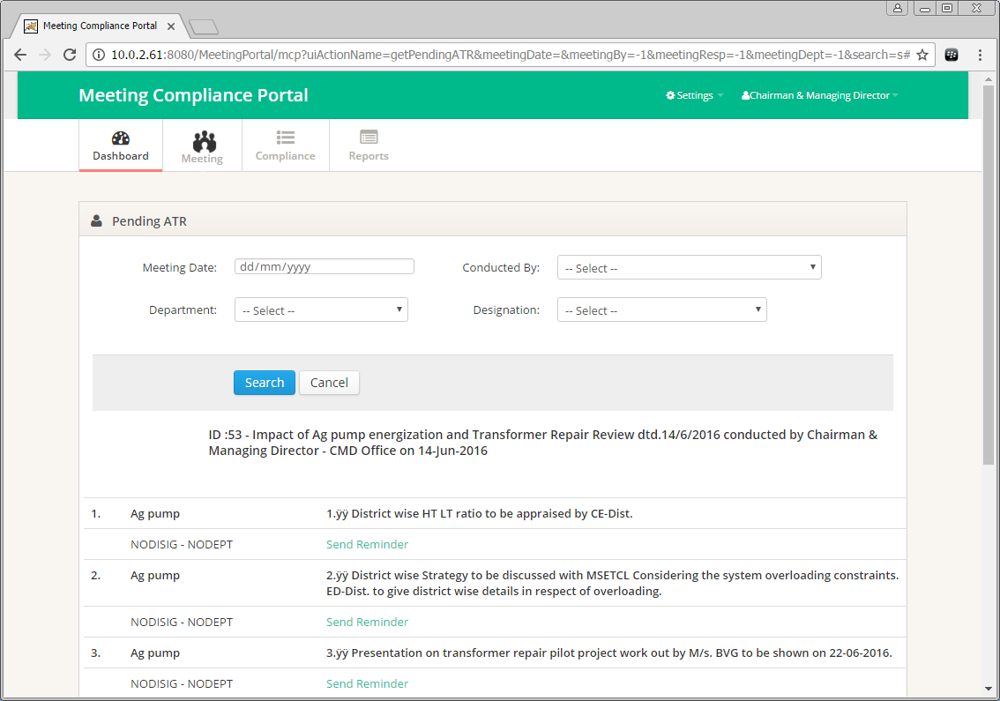 Meeting Compliance Portal
10.0.2.61:8080/MeetingPortal/mcp?uiActionName=getPendingATR&meetingDate=&meetingBy=-1&meetingResp=-1&meetingDept=-1&search=s#
Meeting Compliance Portal
Settings
Chairman & Managing Director
Dashboard
Meeting
Compliance
Reports
Pending ATR
Meeting Date: dd/mm/yyyy
Conducted By: -- Select --
Department: -- Select --
Designation: -- Select --
Search
Cancel
ID :53 - Impact of Ag pump energization and Transformer Repair Review dtd.14/6/2016 conducted by Chairman &
Managing Director - CMD Office on 14-Jun-2016
1. Ag pump 1.ÿÿ District wise HT LT ratio to be appraised by CE-Dist.
NODISIG - NODEPT Send Reminder
2. Ag pump 2.ÿÿ District wise Strategy to be discussed with MSETCL Considering the system overloading constraints.
ED-Dist. to give district wise details in respect of overloading.
NODISIG - NODEPT Send Reminder
3. Ag pump 3.ÿÿ Presentation on transformer repair pilot project work out by M/s. BVG to be shown on 22-06-2016.
NODISIG - NODEPT Send Reminder